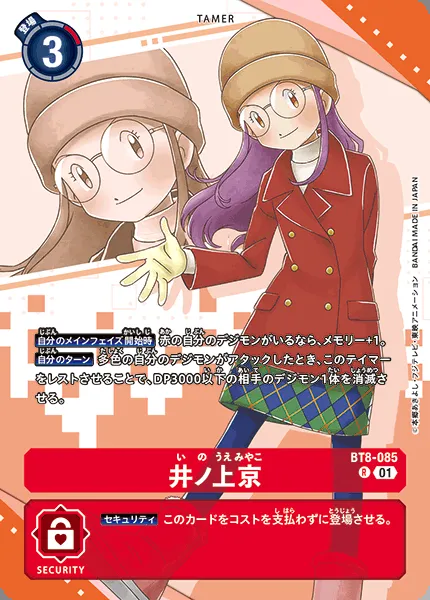 TAMER
登場
3
自分のメインフェイズ開始時 赤の自分のデジモンがいるなら、メモリー+1。
自分のターン 多色の自分のデジモンがアタックしたとき、このテイマー
をレストさせることで、DP3000以下の相手のデジモン1体を消滅さ
せる。
BT8-085
いのうえみやこ
井ノ上京
R 01
セキュリティ このカードをコストを支払わずに登場させる。
SECURITY
©本郷あきよし・フジテレビ・東映アニメーション BANDAI MADE IN JAPAN